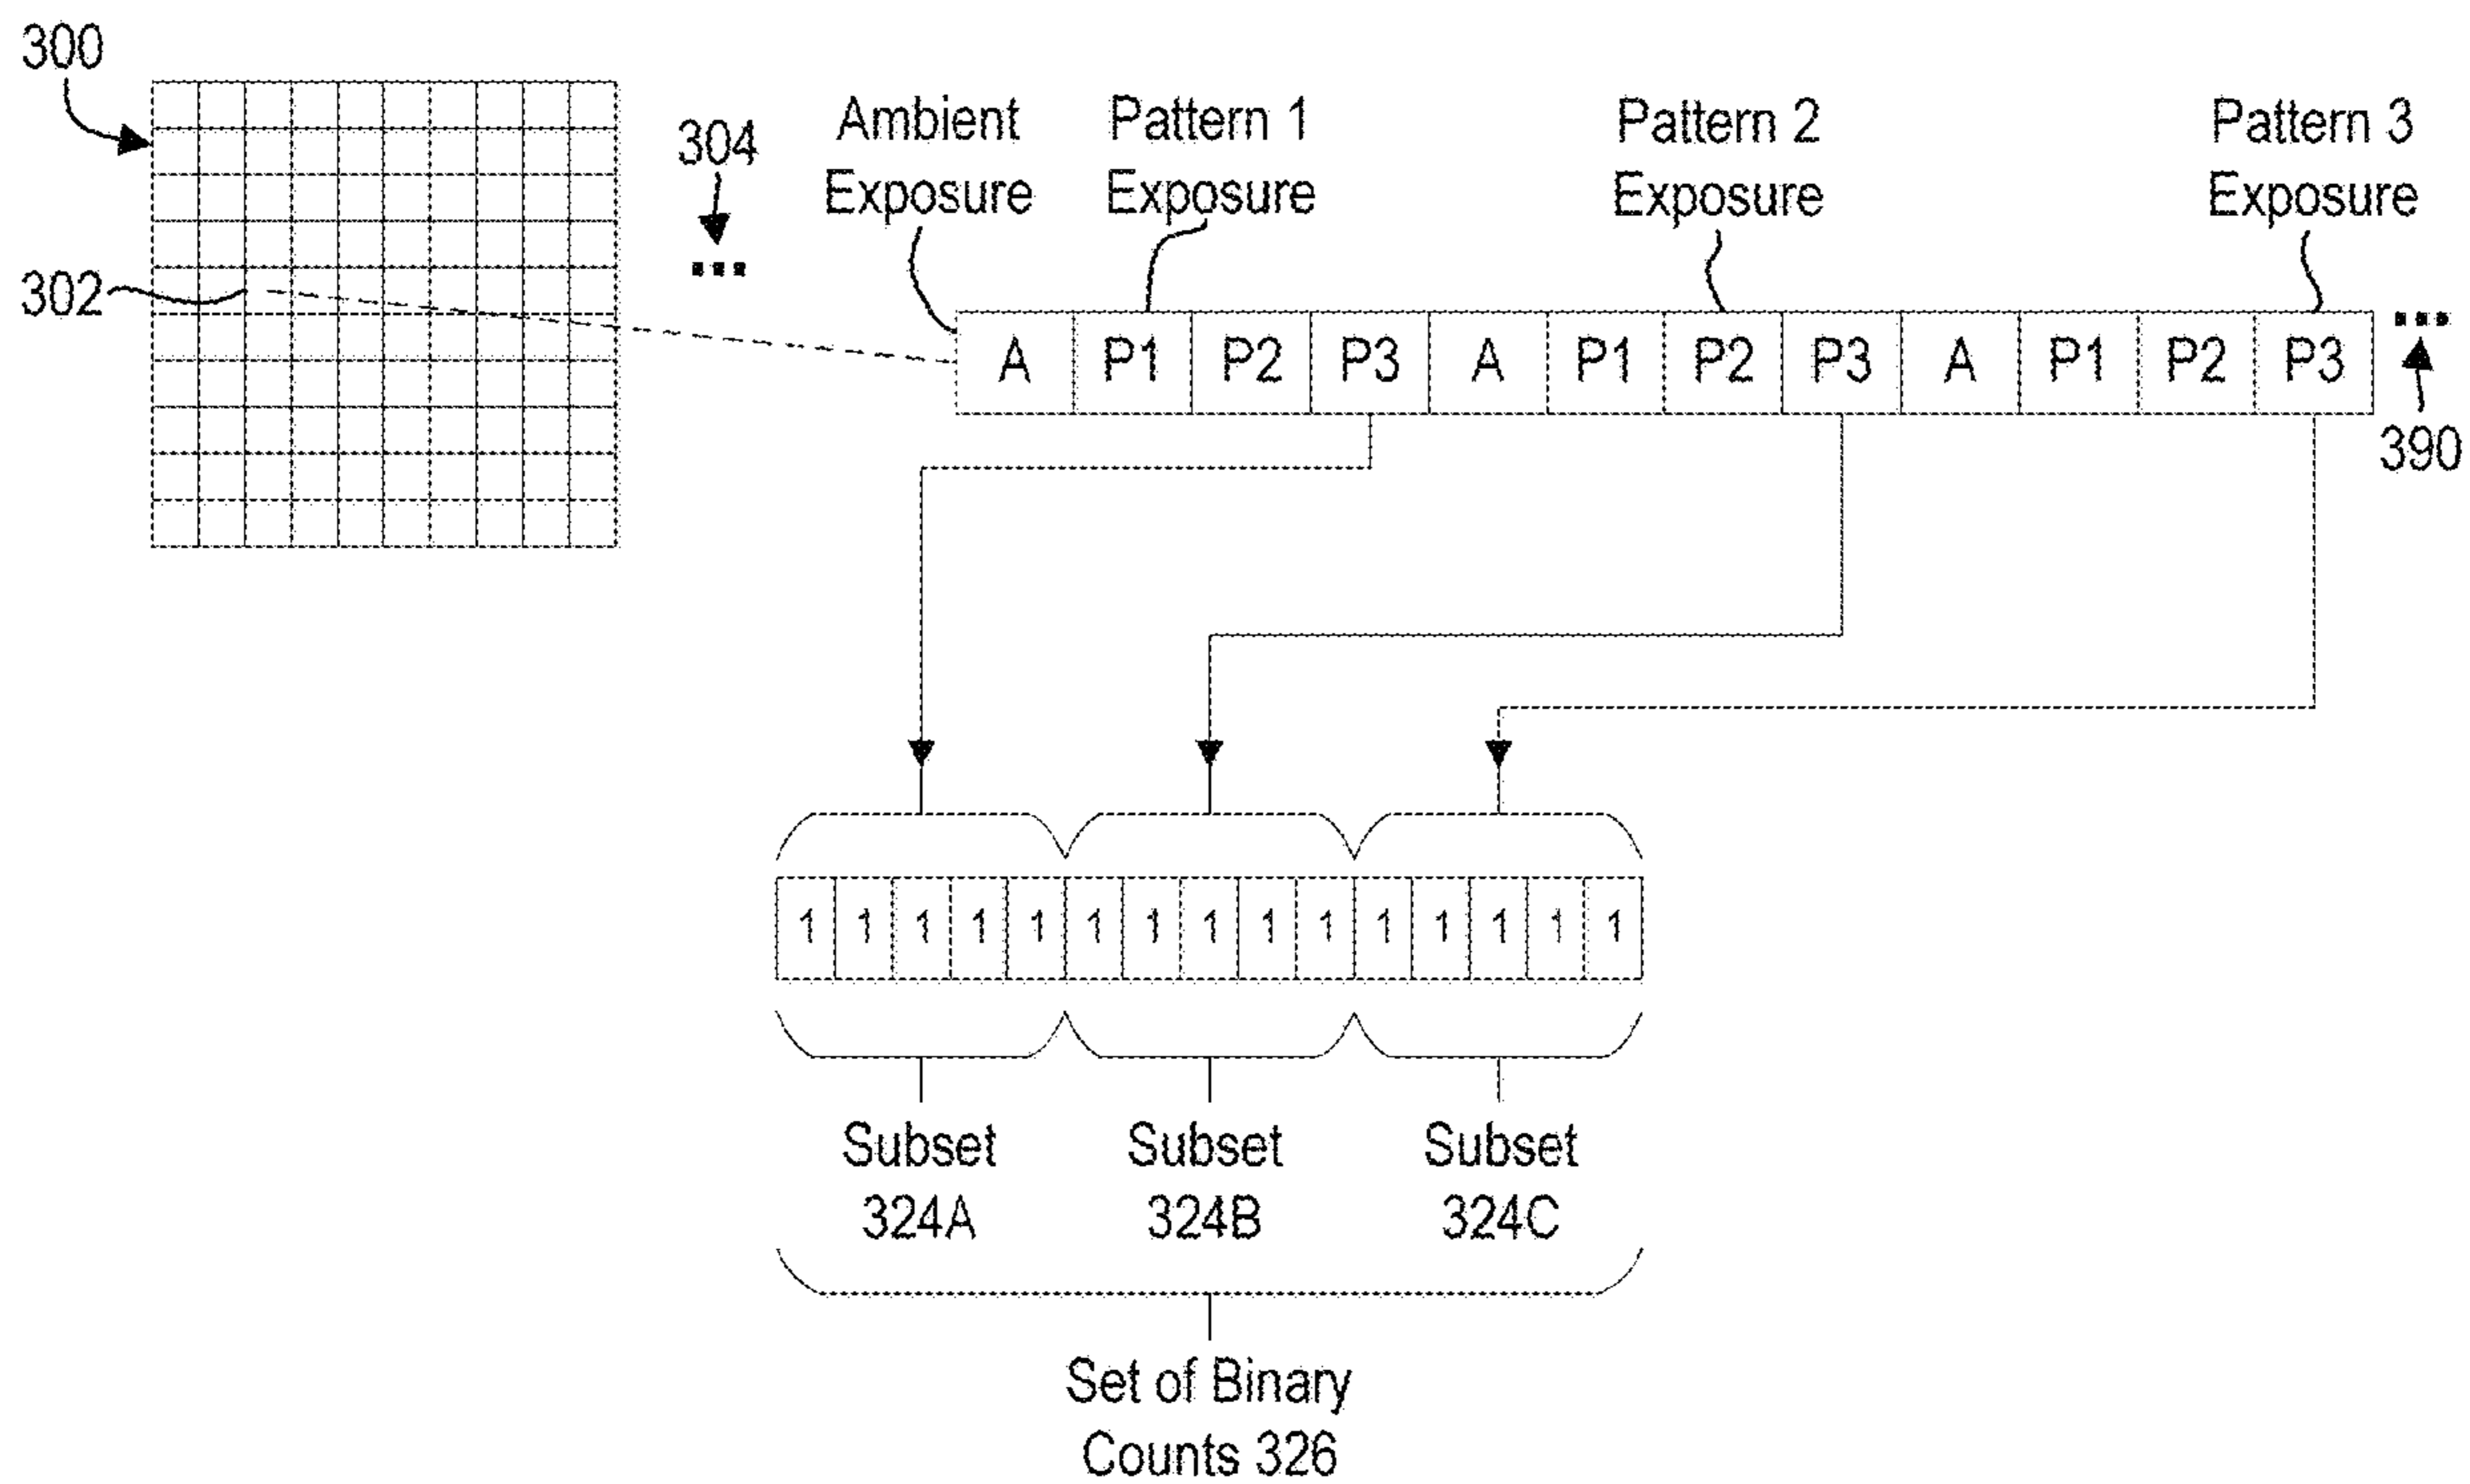 300
304
Ambient
Exposure
Pattern 1
Exposure
Pattern 2
Exposure
Pattern 3
Exposure
302
A P1 P2 P3 A P1 P2 P3 A P1 P2 P3
390
1 1 1 1 1 1 1 1 1 1 1 1 1 1 1
Subset
324A
Subset
324B
Subset
324C
Set of Binary
Counts 326